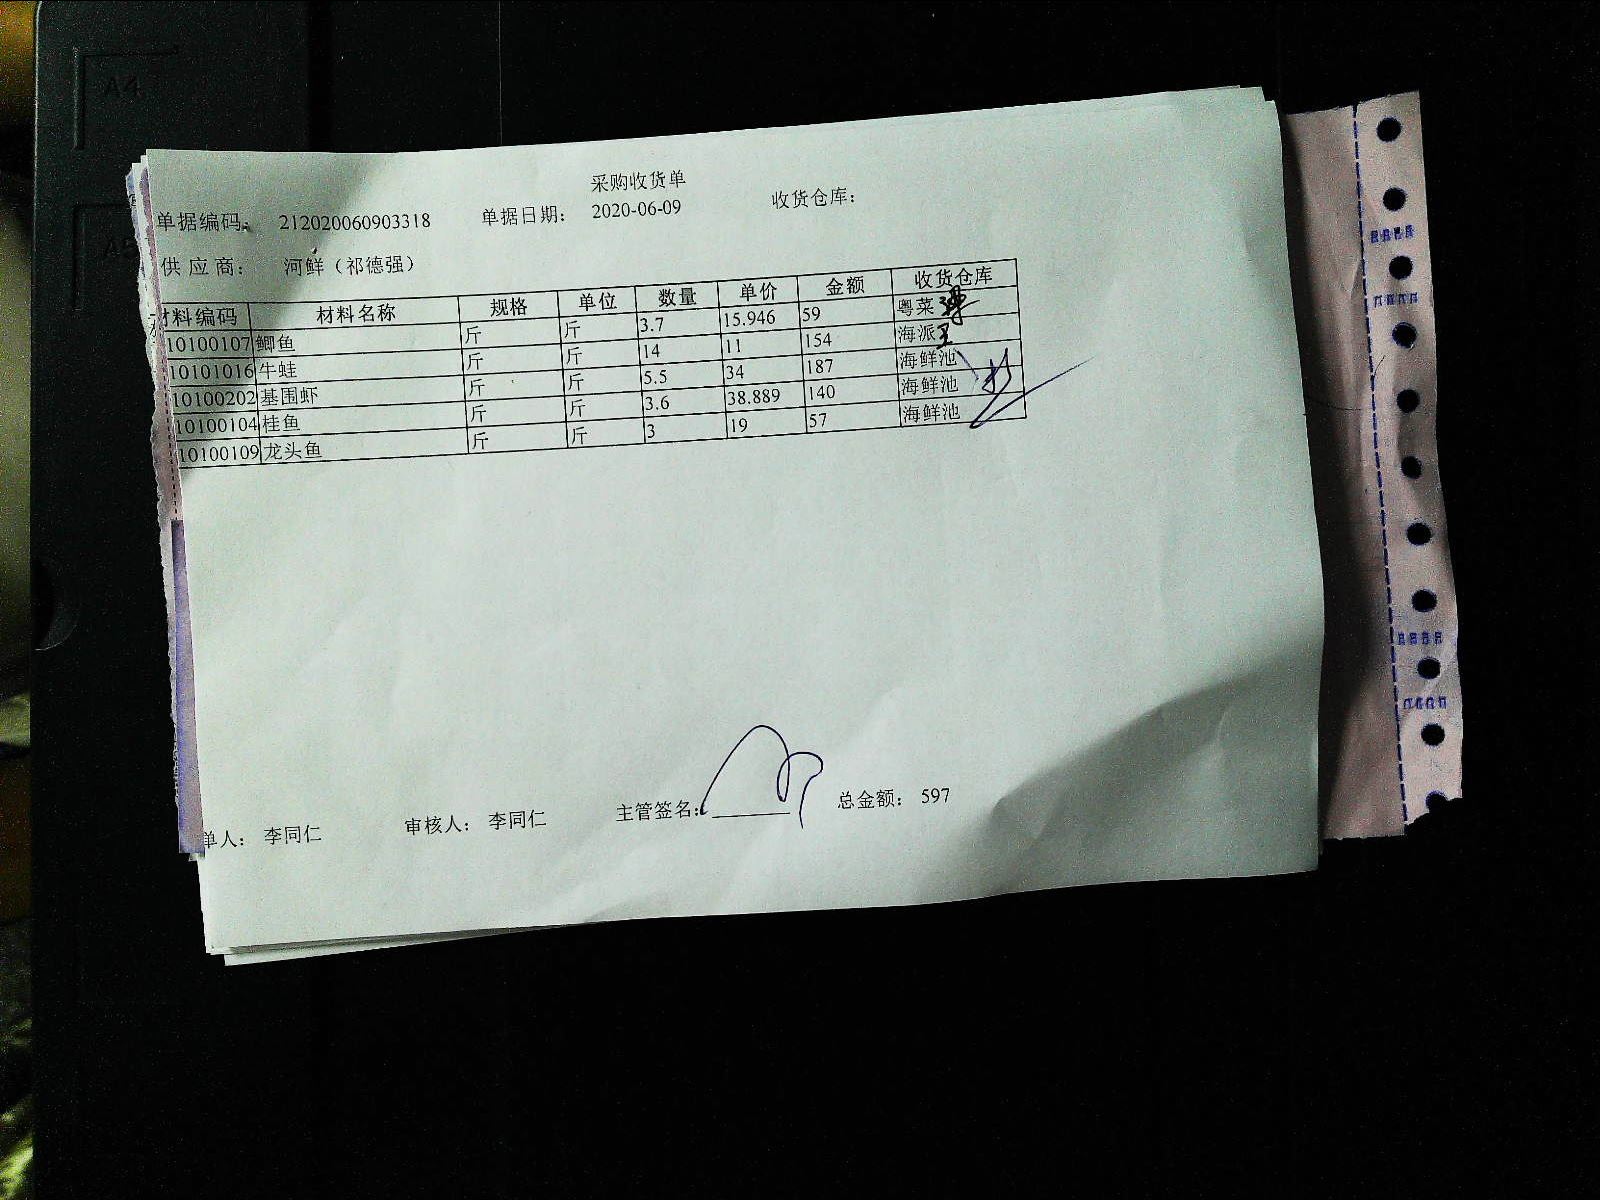 采购收货单
单据编码： 212020060903318 单据日期： 2020-06-09 收货仓库：
供应商： 河鲜（祁德强）
材料编码 材料名称 规格 单位 数量 单价 金额 收货仓库
10100107 鲫鱼 斤 斤 3.7 15.946 59 粤菜
10101016 牛蛙 斤 斤 14 11 154 海派 王
10100202 基围虾 斤 斤 5.5 34 187 海鲜池
10100104 桂鱼 斤 斤 3.6 38.889 140 海鲜池
10100109 龙头鱼 斤 斤 3 19 57 海鲜池
单人： 李同仁 审核人： 李同仁 主管签名： 总金额： 597
A4
A5